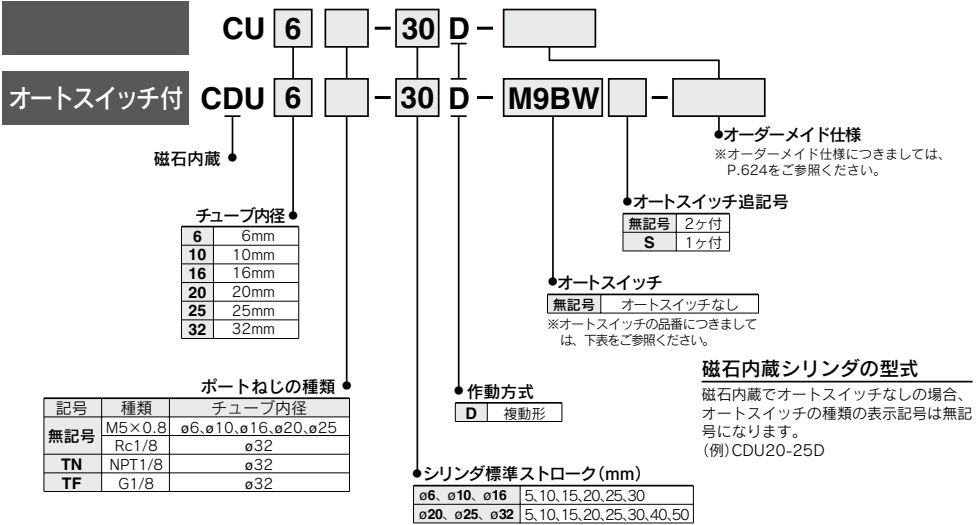 CU 6 - 30 D -
オートスイッチ付 CDU 6 - 30 D - M9BW -
磁石内蔵
オーダーメイド仕様
※オーダーメイド仕様につきましては、
P.624をご参照ください。
チューブ内径
6 6mm
10 10mm
16 16mm
20 20mm
25 25mm
32 32mm
オートスイッチ追記号
無記号 2ヶ付
S 1ヶ付
オートスイッチ
無記号 オートスイッチなし
※オートスイッチの品番につきまして
は、下表をご参照ください。
ポートねじの種類
記号 種類 チューブ内径
無記号 M5×0.8 ø6、ø10、ø16、ø20、ø25
Rc1/8 ø32
TN NPT1/8 ø32
TF G1/8 ø32
作動方式
D 複動形
シリンダ標準ストローク(mm)
ø6、ø10、ø16 5、10、15、20、25、30
ø20、ø25、ø32 5、10、15、20、25、30、40、50
磁石内蔵シリンダの型式
磁石内蔵でオートスイッチなしの場合、
オートスイッチの種類の表示記号は無記
号になります。
(例)CDU20-25D